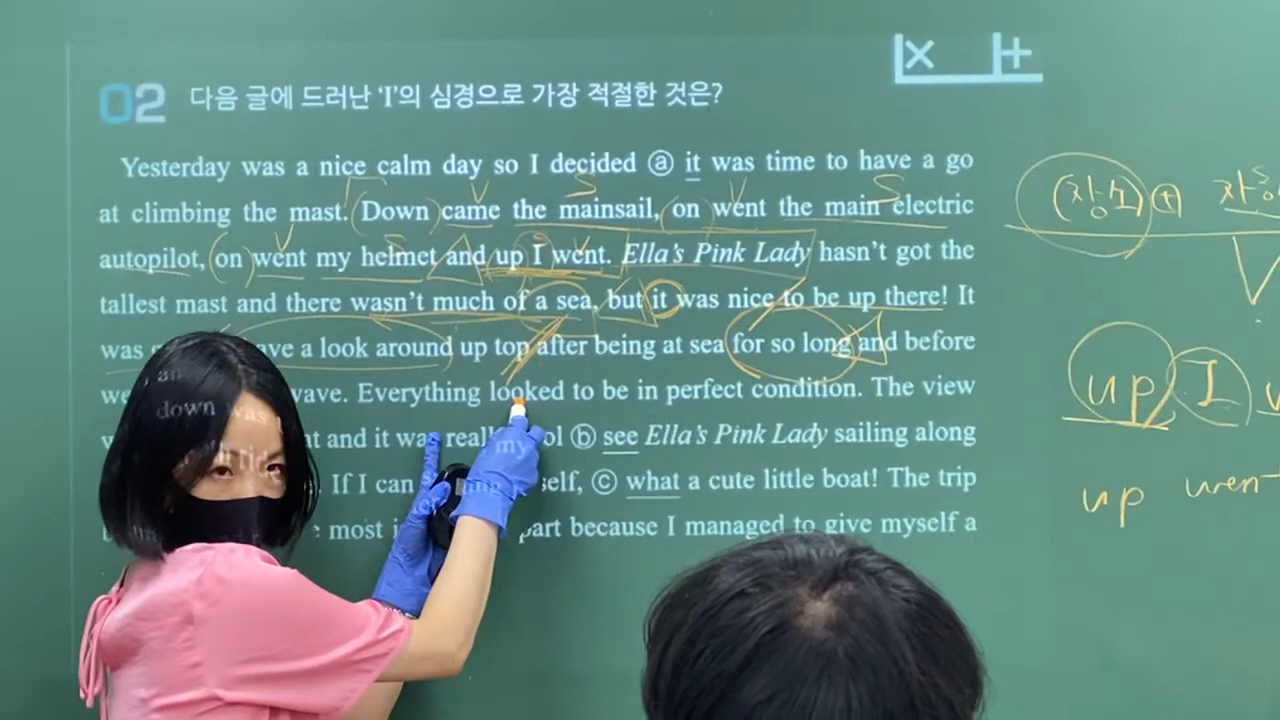 02 다음 글에 드러난 'I'의 심경으로 가장 적절한 것은?
Yesterday was a nice calm day so I decided ⓐ it was time to have a go
at climbing the mast. Down came the mainsail, on went the main electric
autopilot, on went my helmet and up I went. Ella's Pink Lady hasn't got the
tallest mast and there wasn't much of a sea, but it was nice to be up there! It
was ave a look around up top after being at sea for so long and before
we wave. Everything looked to be in perfect condition. The view
at and it was ⓑ see Ella's Pink Lady sailing along
. If I can self, ⓒ what a cute little boat! The trip
most part because I managed to give myself a
V S V S
V S V
(장소)
up I
up went